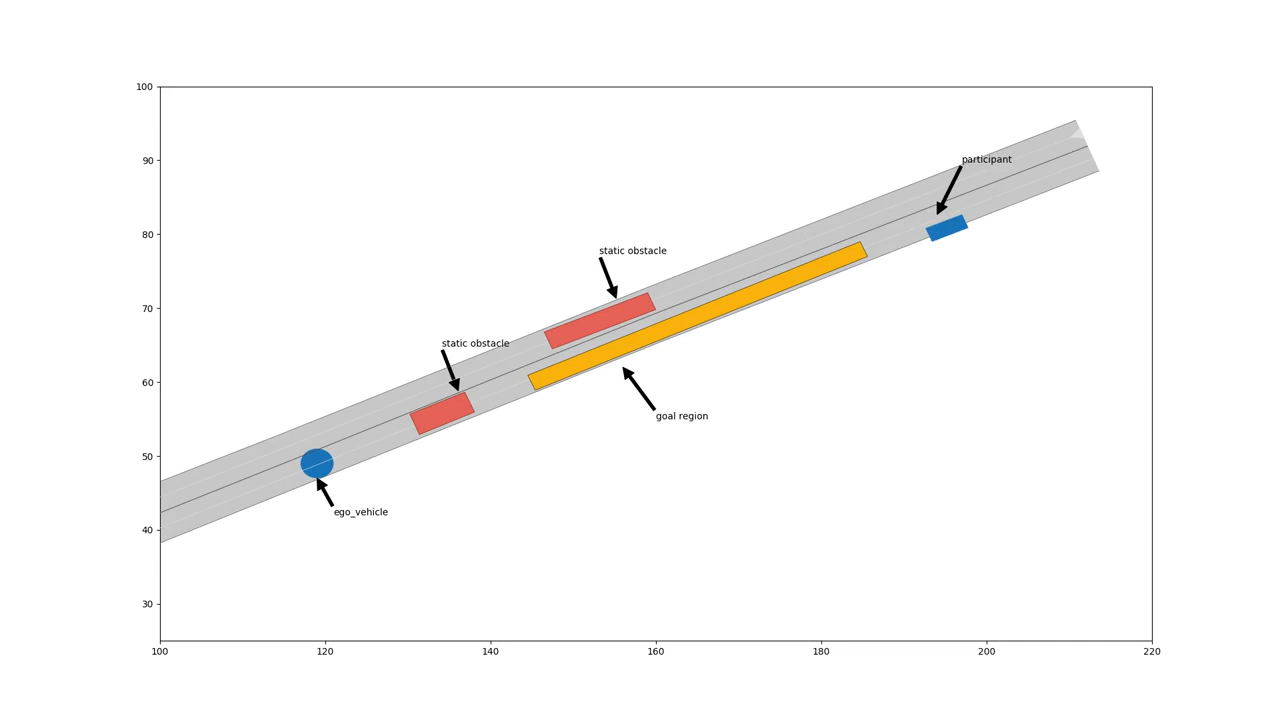 100
90
80
70
60
50
40
30
participant
static obstacle
static obstacle
goal region
ego_vehicle
100 120 140 160 180 200 220